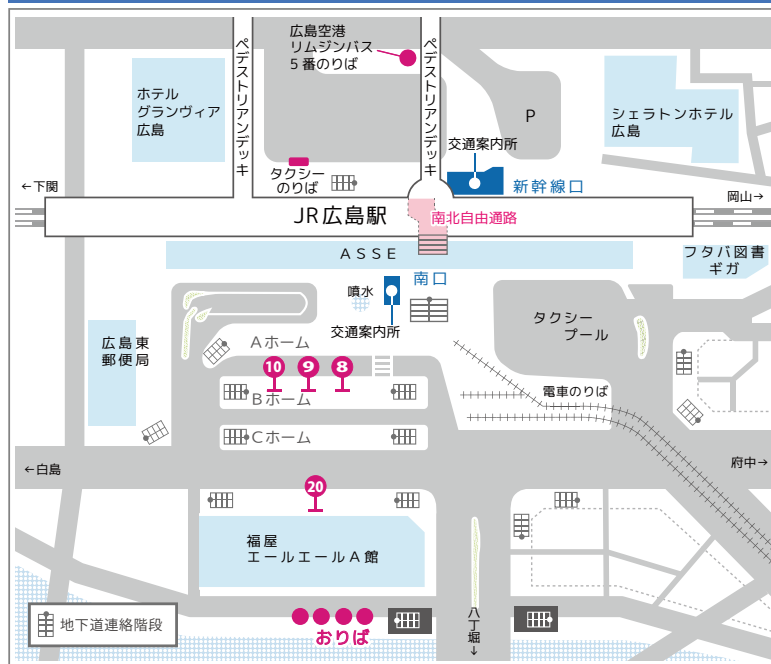 広島空港
リムジンバス
5番のりば
ペデストリアンデッキ
ペデストリアンデッキ
ホテル
グランヴィア
広島
P
シェラトンホテル
広島
交通案内所
タクシー
のりば
新幹線口
←下関
岡山→
JR広島駅
南北自由通路
ASSE
フタバ図書
ギガ
南口
噴水
交通案内所
タクシー
プール
広島東
郵便局
Aホーム
10
9
8
Bホーム
電車のりば
Cホーム
←白島
府中→
20
福屋
エールエールA館
地下道連絡階段
おりば
八丁堀→